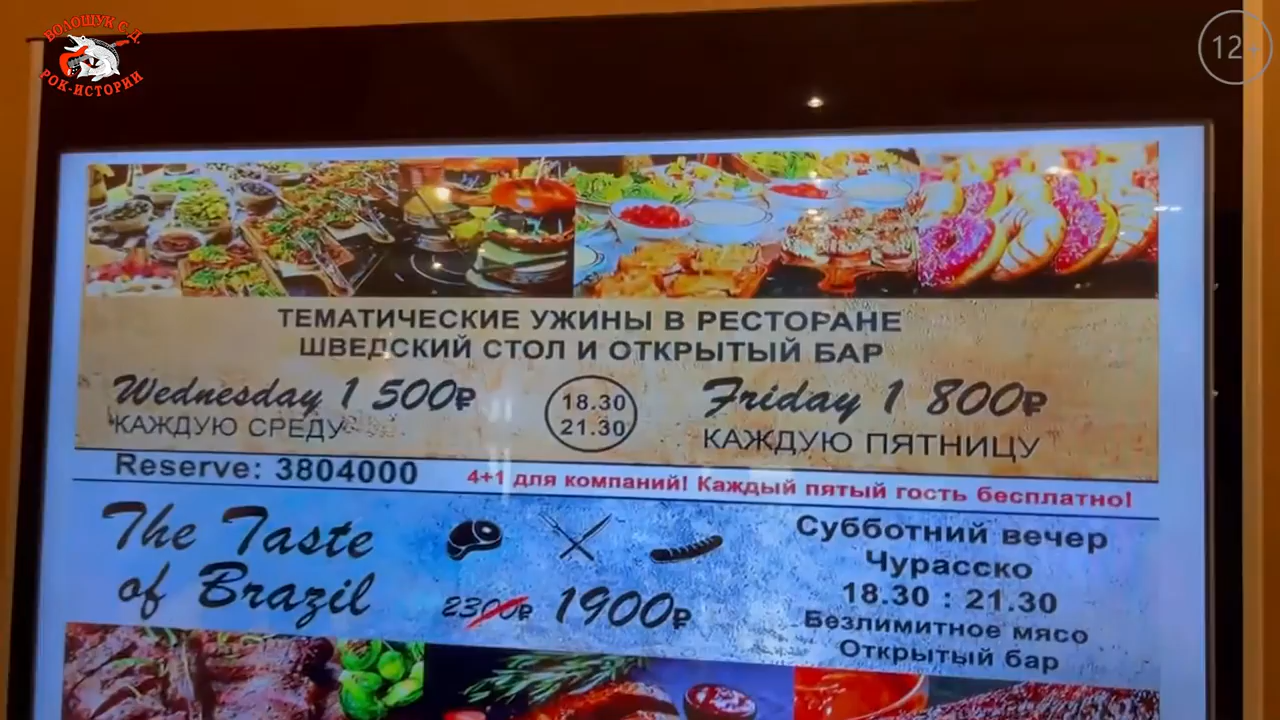 ВОЛОЩУК С.Д.
РОК-ИСТОРИИ
12+
ТЕМАТИЧЕСКИЕ УЖИНЫ В РЕСТОРАНЕ
ШВЕДСКИЙ СТОЛ И ОТКРЫТЫЙ БАР
Wednesday 1 500₽
КАЖДУЮ СРЕДУ
18.30
21.30
Friday 1 800₽
КАЖДУЮ ПЯТНИЦУ
Reserve: 3804000
4+1 для компаний! Каждый пятый гость бесплатно!
The Taste
of Brazil
2300₽ 1900₽
Субботний вечер
Чурасско
18.30 : 21.30
Безлимитное мясо
Открытый бар